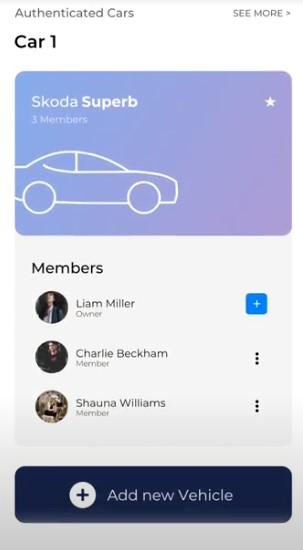 Authenticated Cars SEE MORE >
Car 1
Skoda Superb
3 Members
Members
Liam Miller
Owner
Charlie Beckham
Member
Shauna Williams
Member
Add new Vehicle